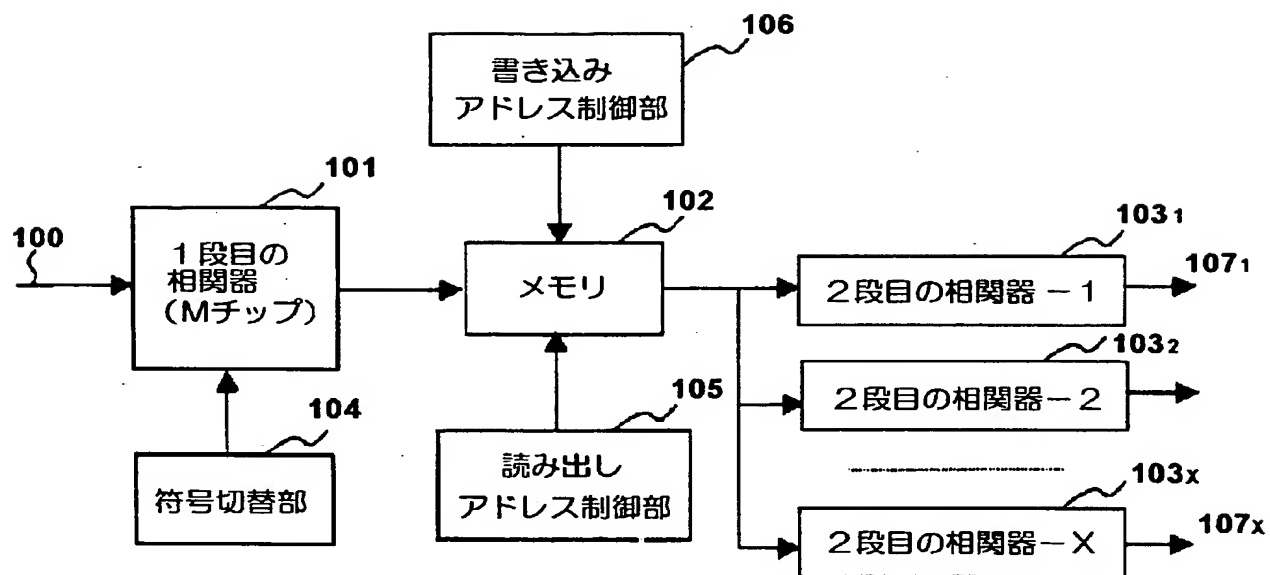 106
書き込み
アドレス制御部
101
102
103₁
100
1段目の
相関器
(Mチップ)
メモリ
2段目の相関器-1
107₁
103₂
104
105
2段目の相関器-2
符号切替部
読み出し
アドレス制御部
103x
2段目の相関器-X
107x